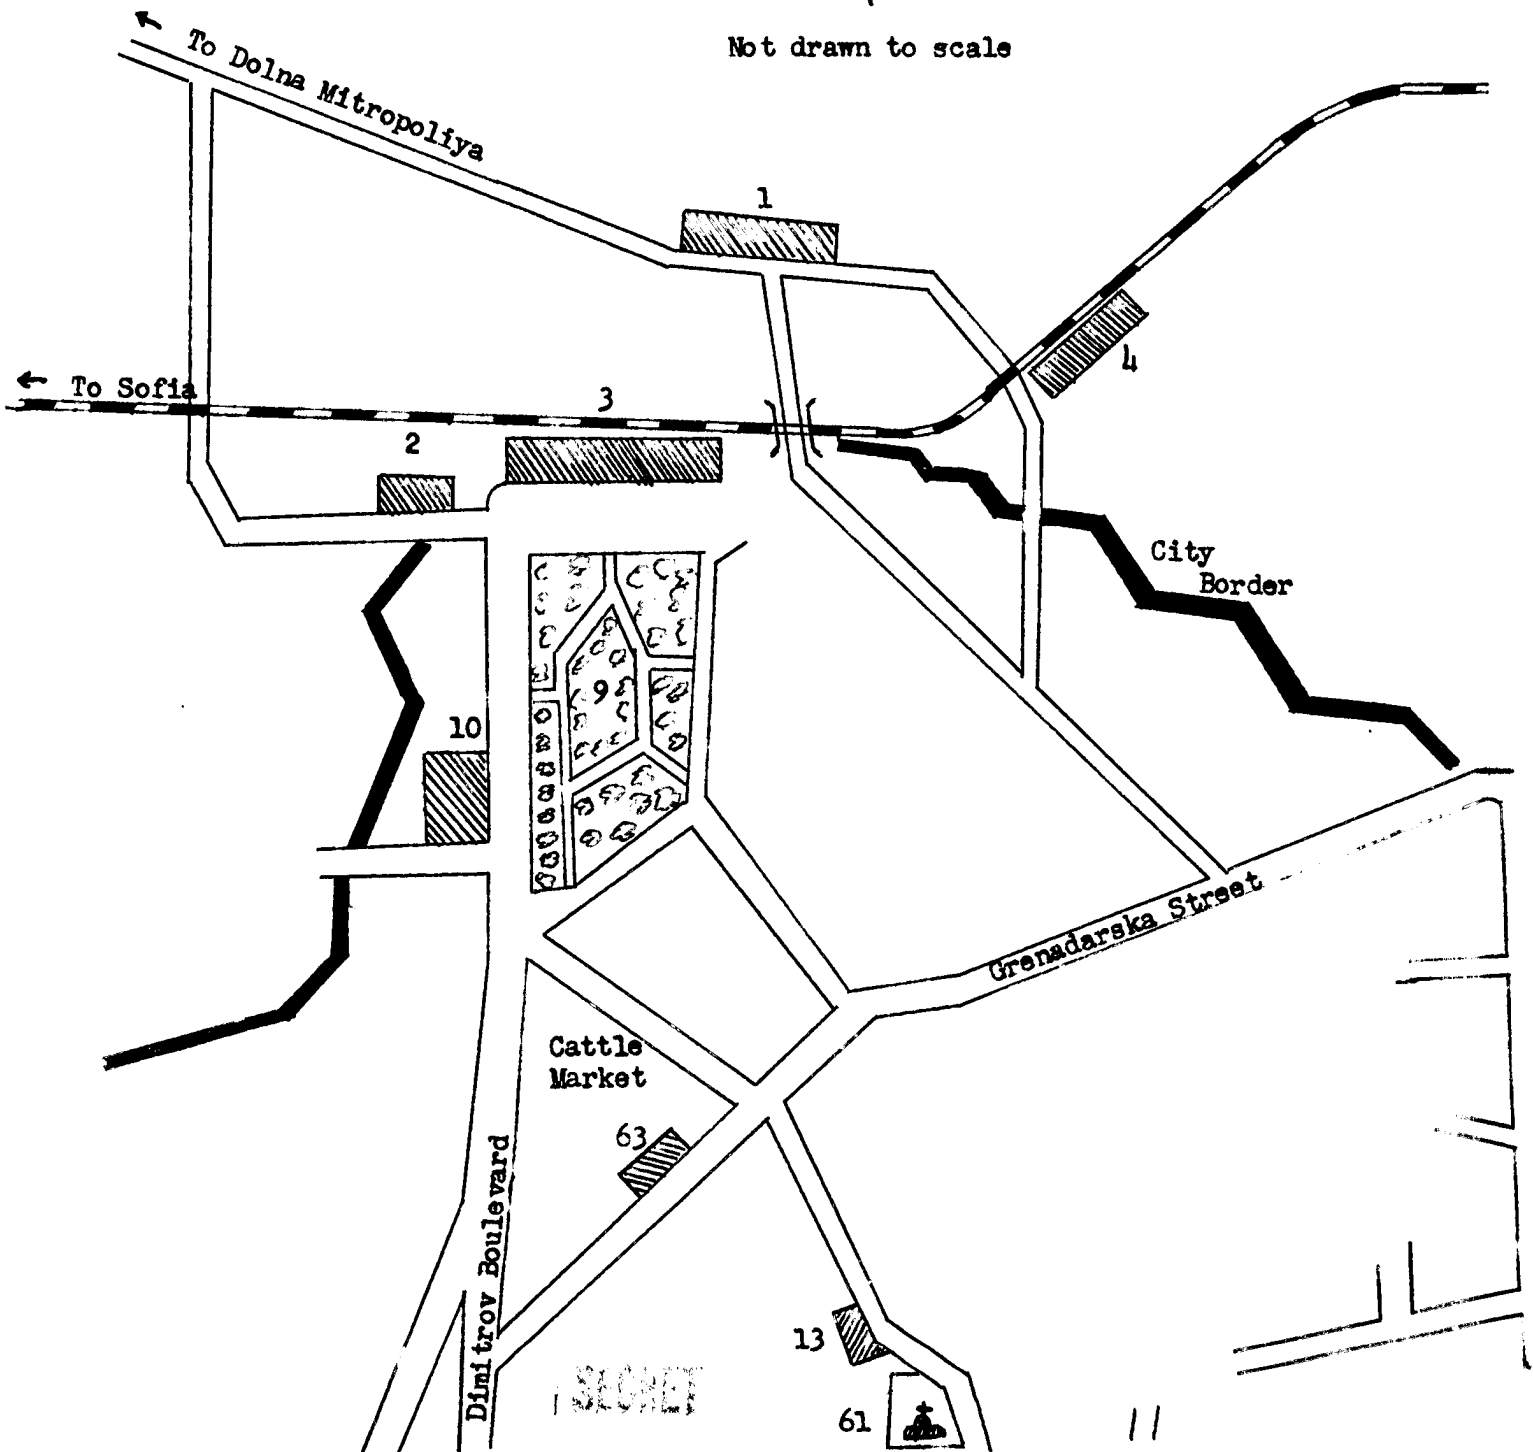 Not drawn to scale
← To Dolna Mitropoliya
1
4
← To Sofia
3
2
City
Border
9
10
Grenadarska Street
Cattle
Market
63
Dimitrov Boulevard
13
SECRET
61
11